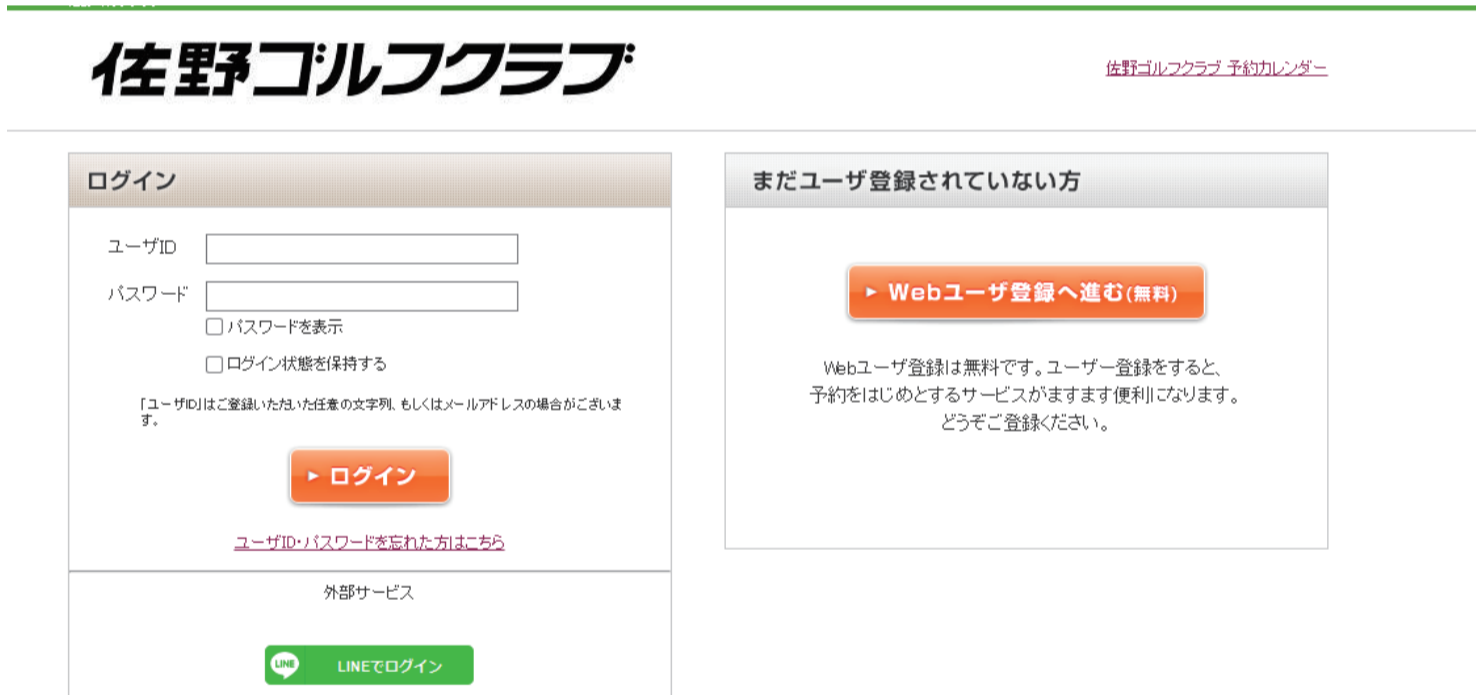 佐野ゴルフクラブ
佐野ゴルフクラブ 予約カレンダー
ログイン
ユーザID
パスワード
パスワードを表示
ログイン状態を保持する
「ユーザID」はご登録いただいた任意の文字列、もしくはメールアドレスの場合がございま
す。
ログイン
ユーザID・パスワードを忘れた方はこちら
外部サービス
LINE LINEでログイン
まだユーザ登録されていない方
Webユーザ登録へ進む(無料)
Webユーザ登録は無料です。ユーザー登録をすると、
予約をはじめとするサービスがますます便利になります。
どうぞご登録ください。